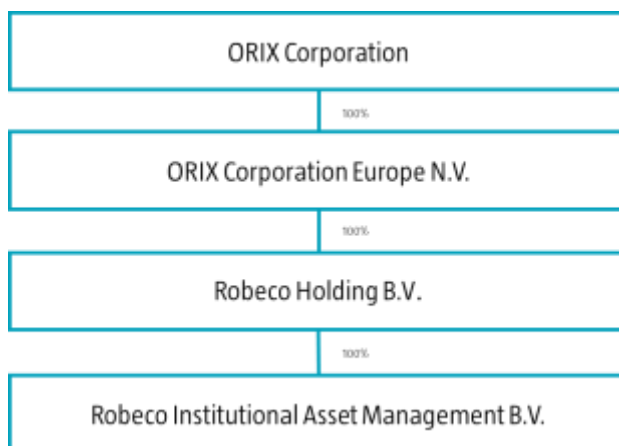 ORIX Corporation
100%
ORIX Corporation Europe N.V.
100%
Robeco Holding B.V.
100%
Robeco Institutional Asset Management B.V.